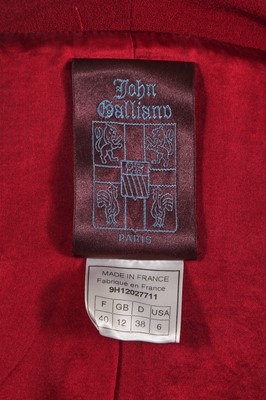 John
Galliano
PARIS
MADE IN FRANCE
Fabriqué en France
9H12027711
F GB D USA
40 12 38 6